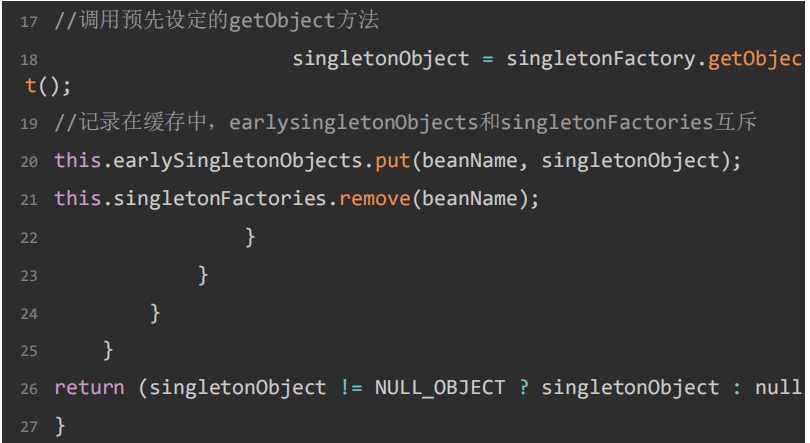 17 //调用预先设定的getObject方法
18 singletonObject = singletonFactory.getObjec
t();
19 //记录在缓存中，earlysingletonObjects和singletonFactories互斥
20 this.earlySingletonObjects.put(beanName, singletonObject);
21 this.singletonFactories.remove(beanName);
22 }
23 }
24 }
25 }
26 return (singletonObject != NULL_OBJECT ? singletonObject : null
27 }